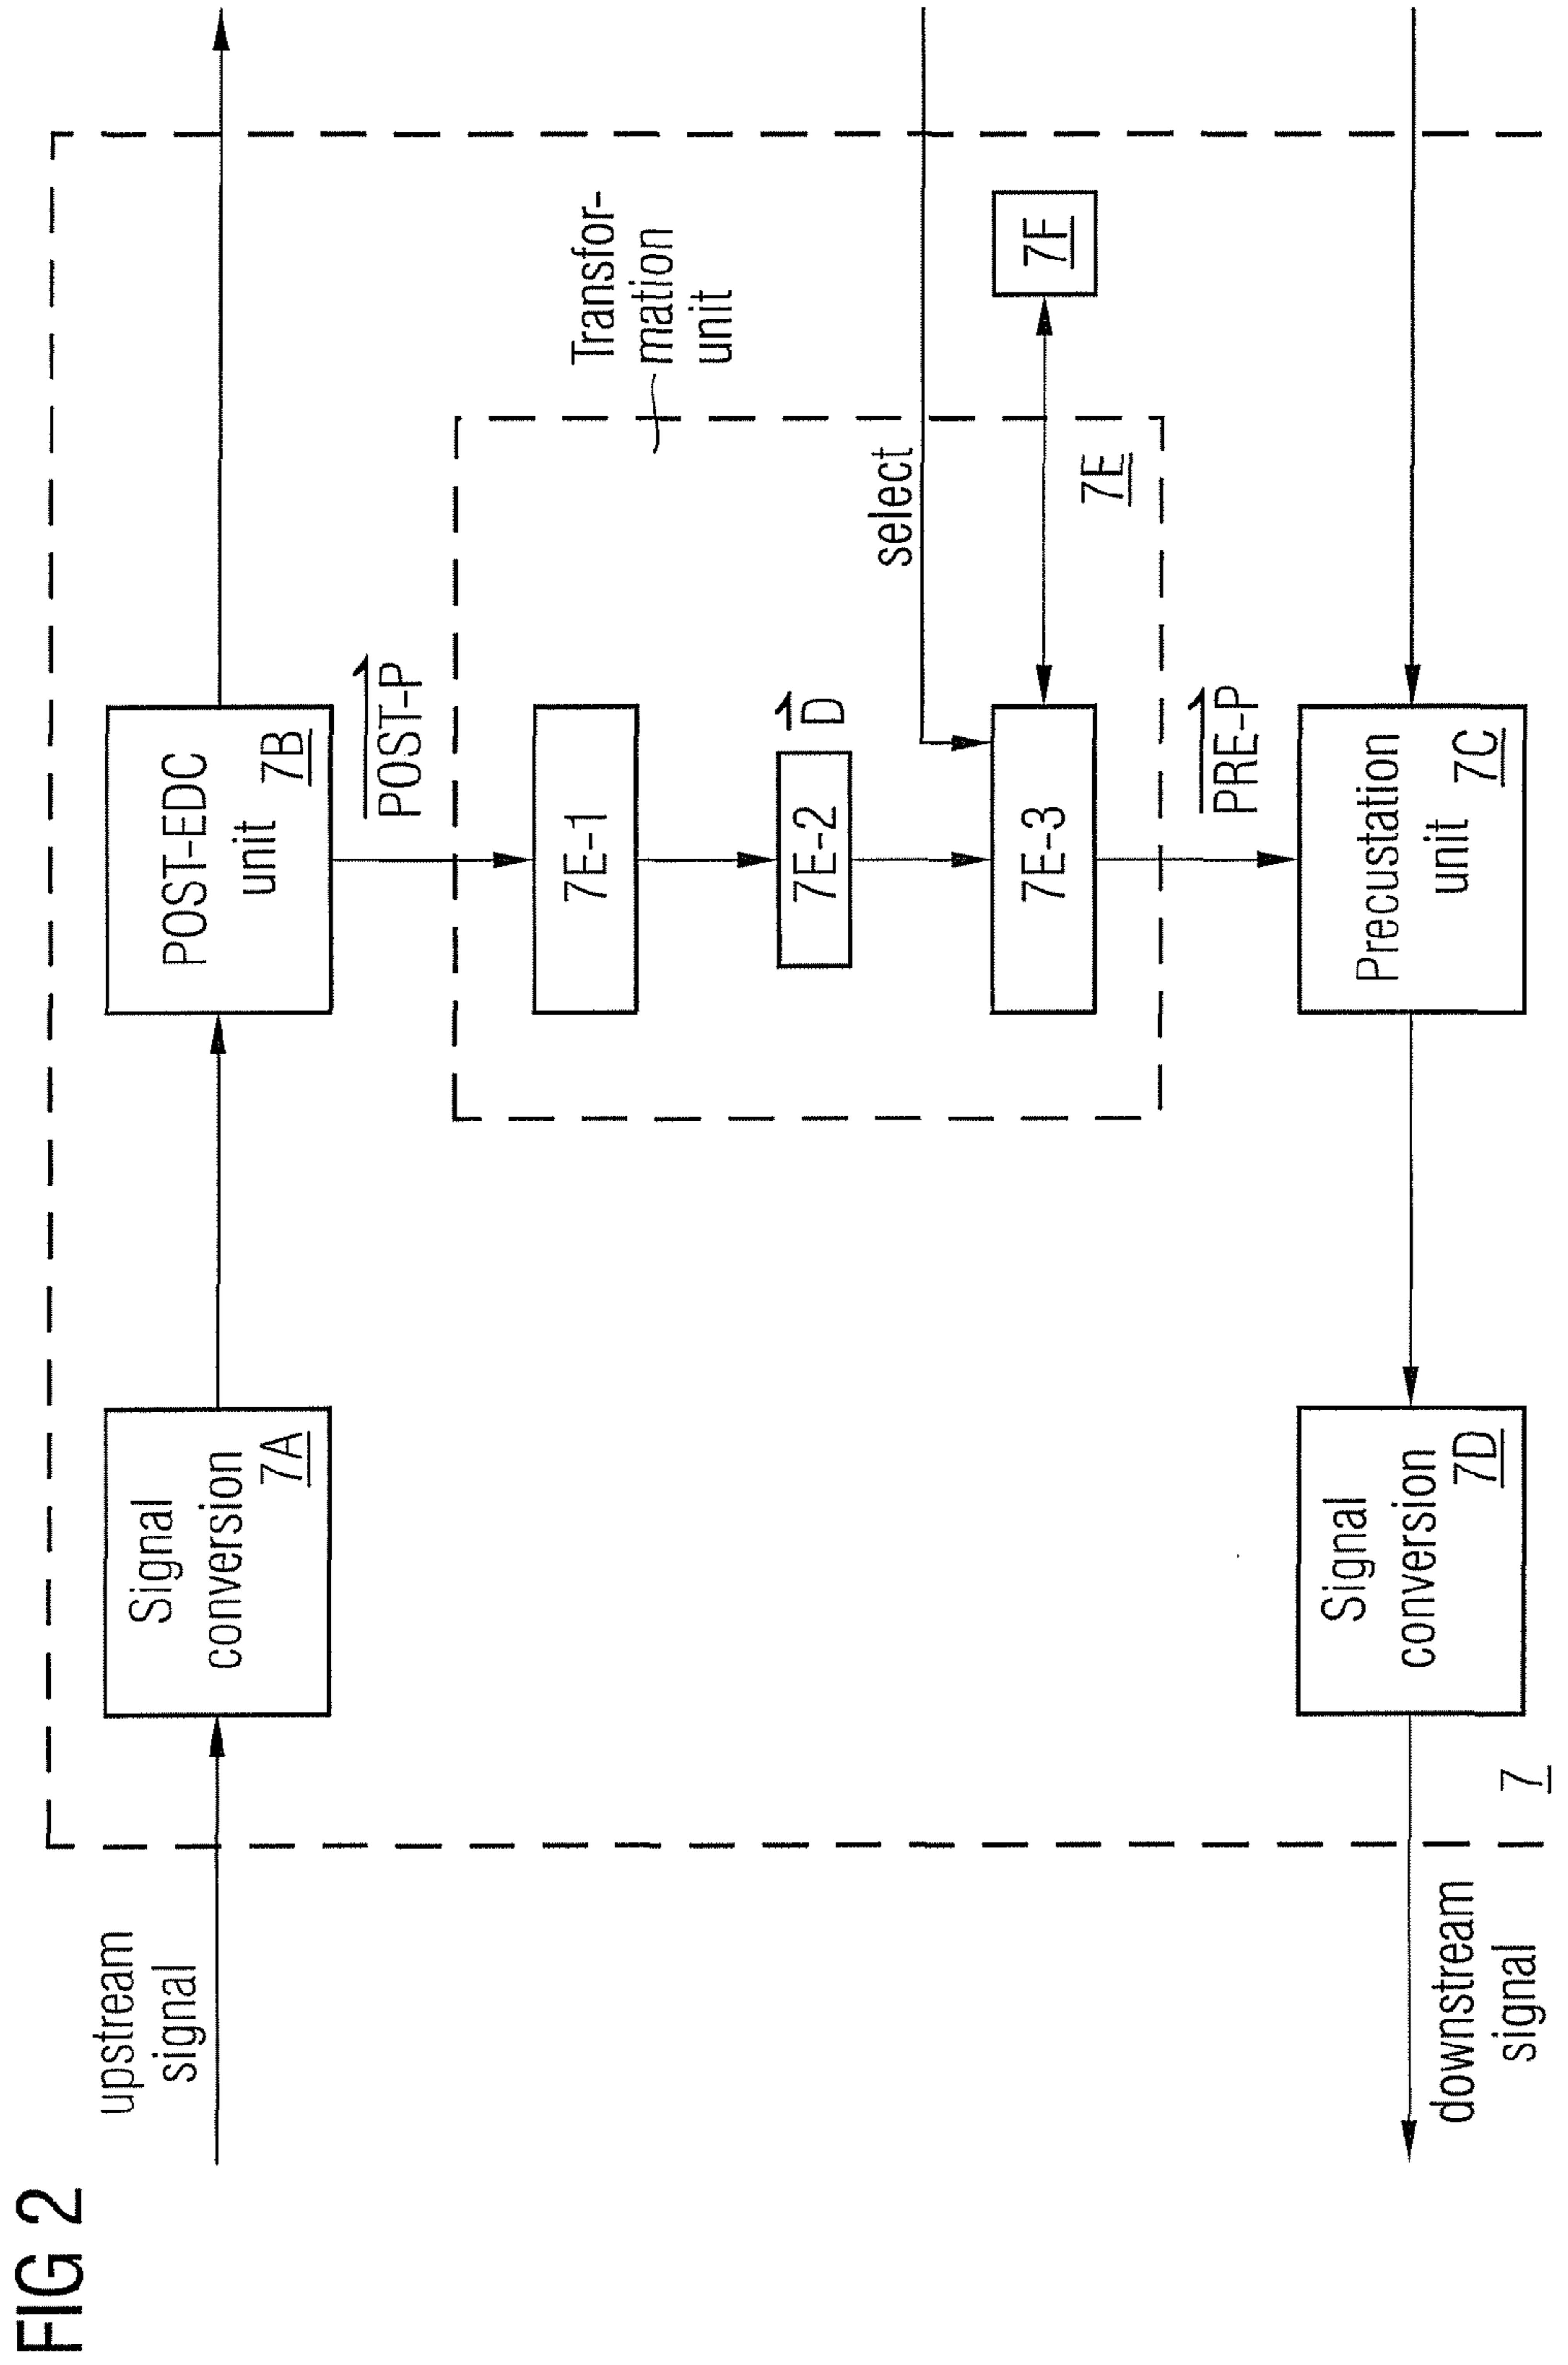 FIG 2
upstream
signal
Signal
conversion
7A
POST-EDC
unit
7B
POST-P
Transfor-
mation
unit
7E-1
7E-2
D
select
7E-3
7F
7E
PRE-P
Precustation
unit
7C
Signal
conversion
7D
7
downstream
signal